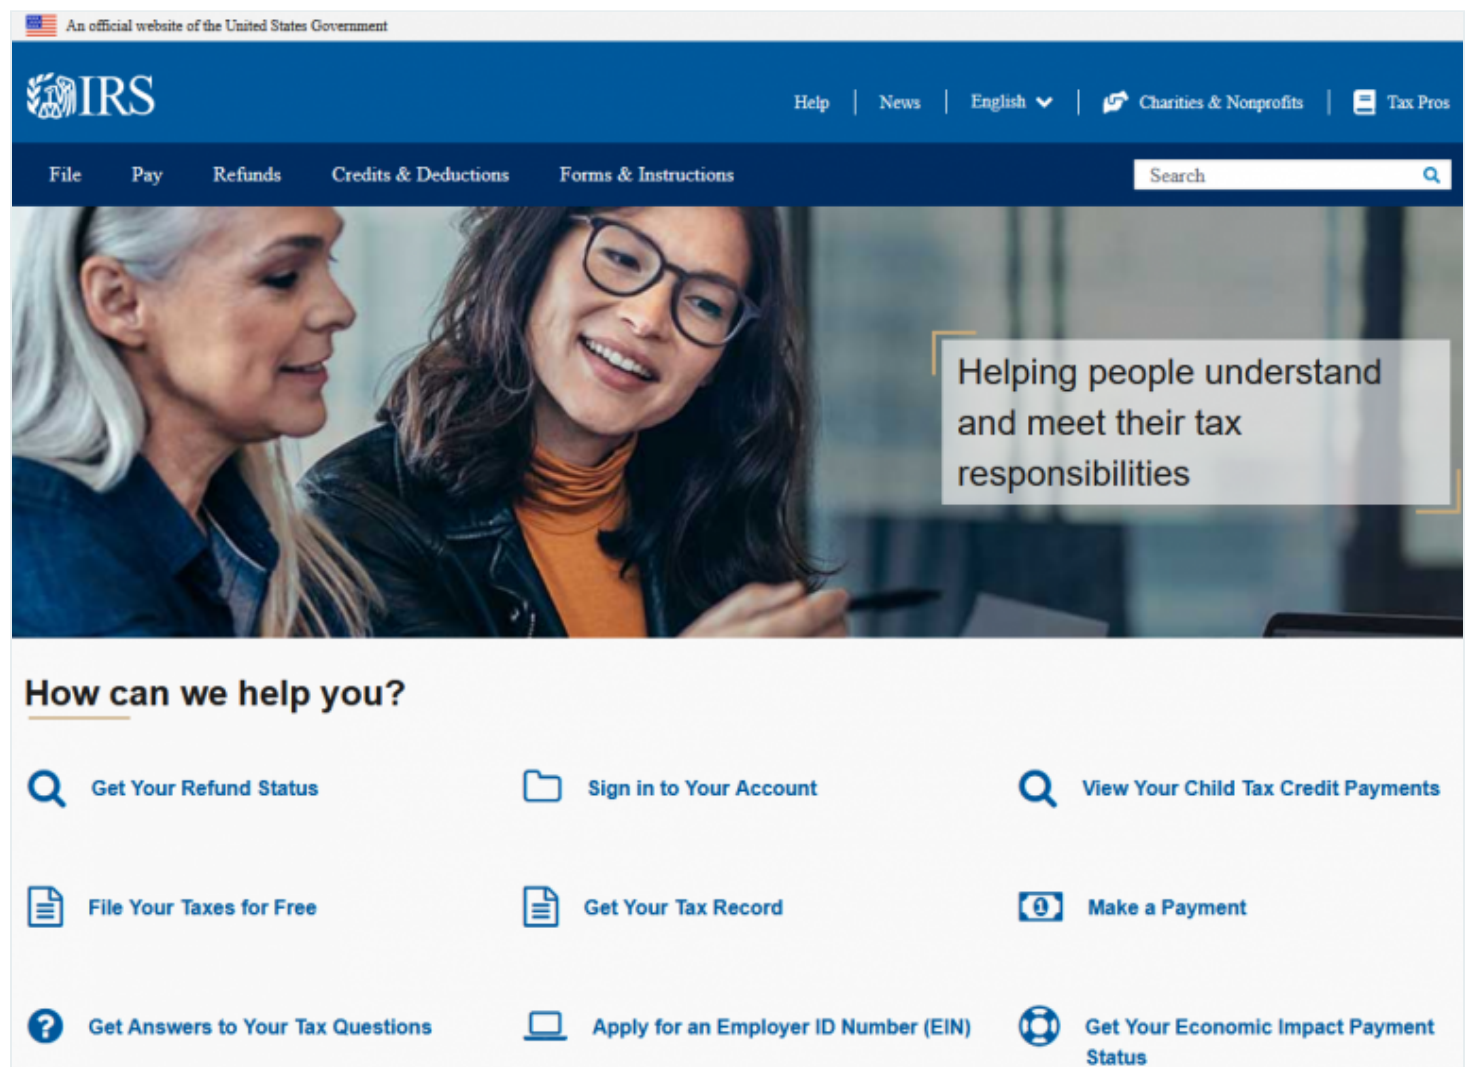 An official website of the United States Government
IRS
Help
News
English
Charities & Nonprofits
Tax Pros
File
Pay
Refunds
Credits & Deductions
Forms & Instructions
Search
Helping people understand
and meet their tax
responsibilities
How can we help you?
Get Your Refund Status
Sign in to Your Account
View Your Child Tax Credit Payments
File Your Taxes for Free
Get Your Tax Record
Make a Payment
Get Answers to Your Tax Questions
Apply for an Employer ID Number (EIN)
Get Your Economic Impact Payment
Status